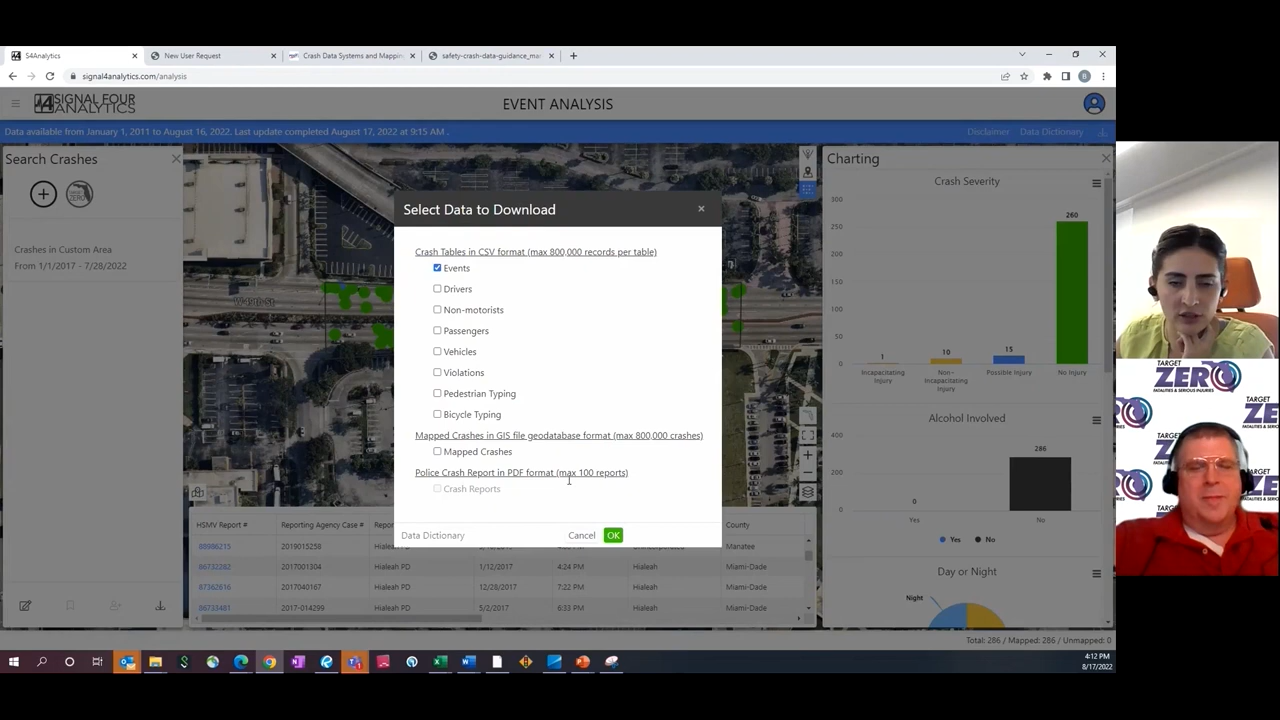 S4Analytics
New User Request
Crash Data Systems and Mapping
safety-crash-data-guidance_ma
signal4analytics.com/analysis
B
SIGNAL FOUR
ANALYTICS
EVENT ANALYSIS
Data available from January 1, 2011 to August 16, 2022. Last update completed August 17, 2022 at 9:15 AM .
Disclaimer
Data Dictionary
Search Crashes
TARGET
ZERO
Crashes in Custom Area
From 1/1/2017 - 7/28/2022
W 49th St
Select Data to Download
Crash Tables in CSV format (max 800,000 records per table)
Events
Drivers
Non-motorists
Passengers
Vehicles
Violations
Pedestrian Typing
Bicycle Typing
Mapped Crashes in GIS file geodatabase format (max 800,000 crashes)
Mapped Crashes
Police Crash Report in PDF format (max 100 reports)
Crash Reports
Data Dictionary
Cancel
OK
Charting
Crash Severity
300
250
200
150
100
50
0
1
10
15
260
Incapacitating
Injury
Non-
Incapacitating
Injury
Possible Injury
No Injury
Alcohol Involved
400
200
0
0
286
Yes
No
Yes
No
Day or Night
Night
HSMV Report #
Reporting Agency Case #
County
88986215
2019015258
Manatee
86732282
2017001304
Hialeah PD
1/12/2017
4:24 PM
Hialeah
Miami-Dade
87362616
2017040167
Hialeah PD
12/28/2017
7:22 PM
Hialeah
Miami-Dade
86733481
2017-014299
Hialeah PD
5/2/2017
6:33 PM
Hialeah
Miami-Dade
Total: 286 / Mapped: 286 / Unmapped: 0
4:12 PM
8/17/2022
TARGET
ZERO
FATALITIES & SERIOUS INJURIES